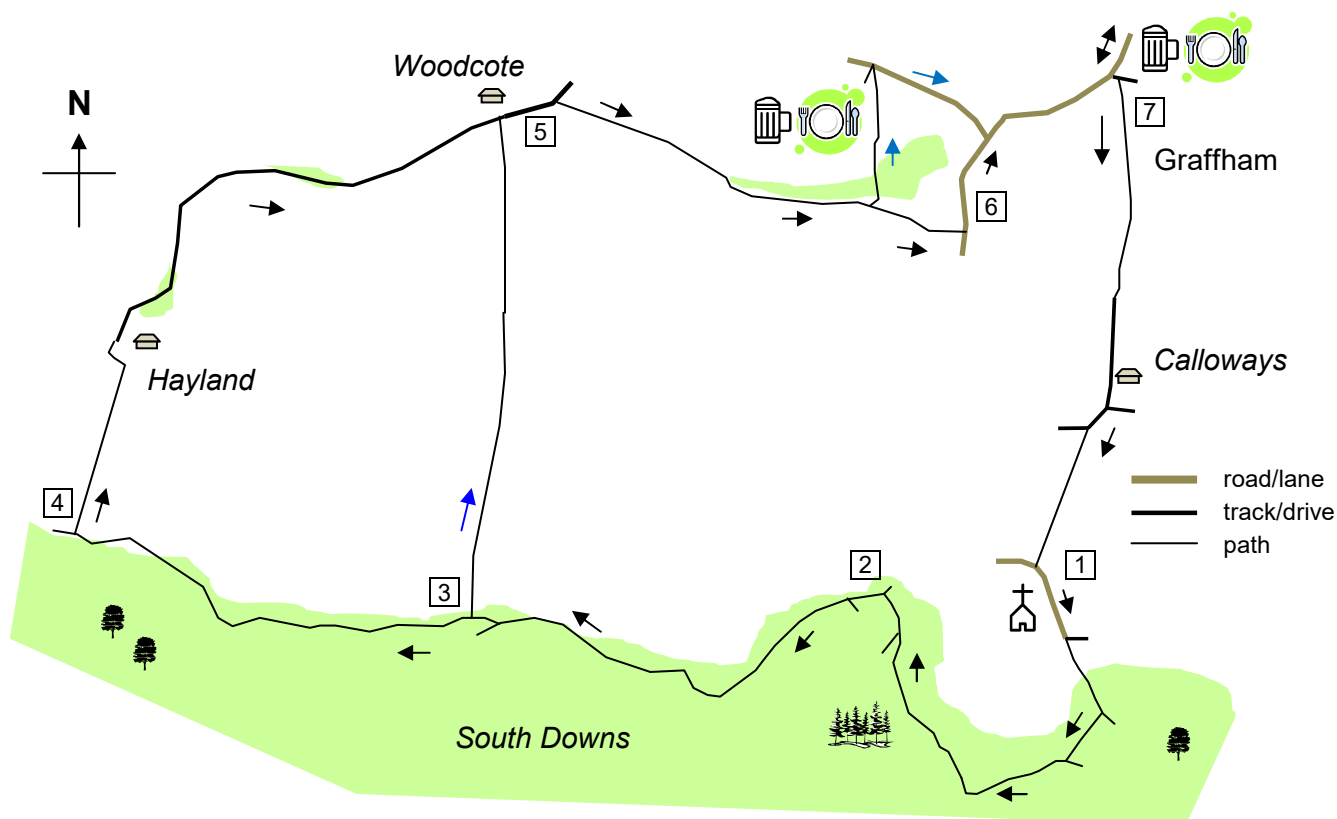 Woodcote
N
5
7
Graffham
6
Hayland
Calloways
4
road/lane
track/drive
path
3
2
1
South Downs